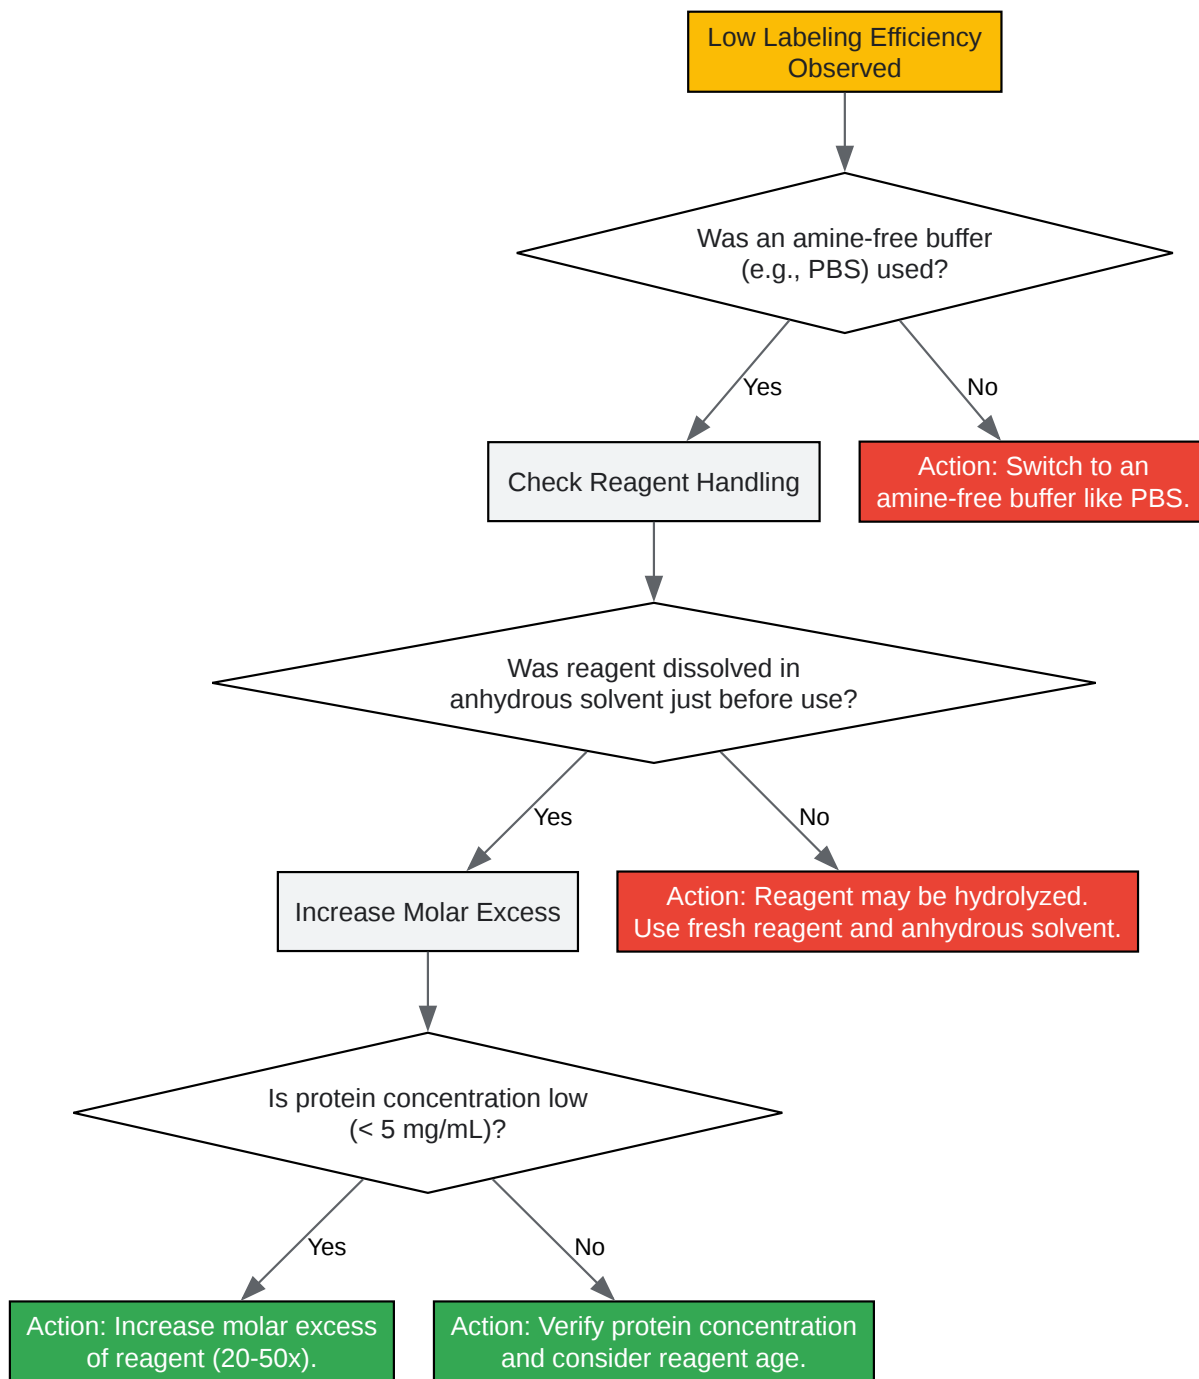 Low Labeling Efficiency
Observed
Was an amine-free buffer
(e.g., PBS) used?
Yes
No
Check Reagent Handling
Action: Switch to an
amine-free buffer like PBS.
Was reagent dissolved in
anhydrous solvent just before use?
Yes
No
Increase Molar Excess
Action: Reagent may be hydrolyzed.
Use fresh reagent and anhydrous solvent.
Is protein concentration low
(< 5 mg/mL)?
Yes
No
Action: Increase molar excess
of reagent (20-50x).
Action: Verify protein concentration
and consider reagent age.